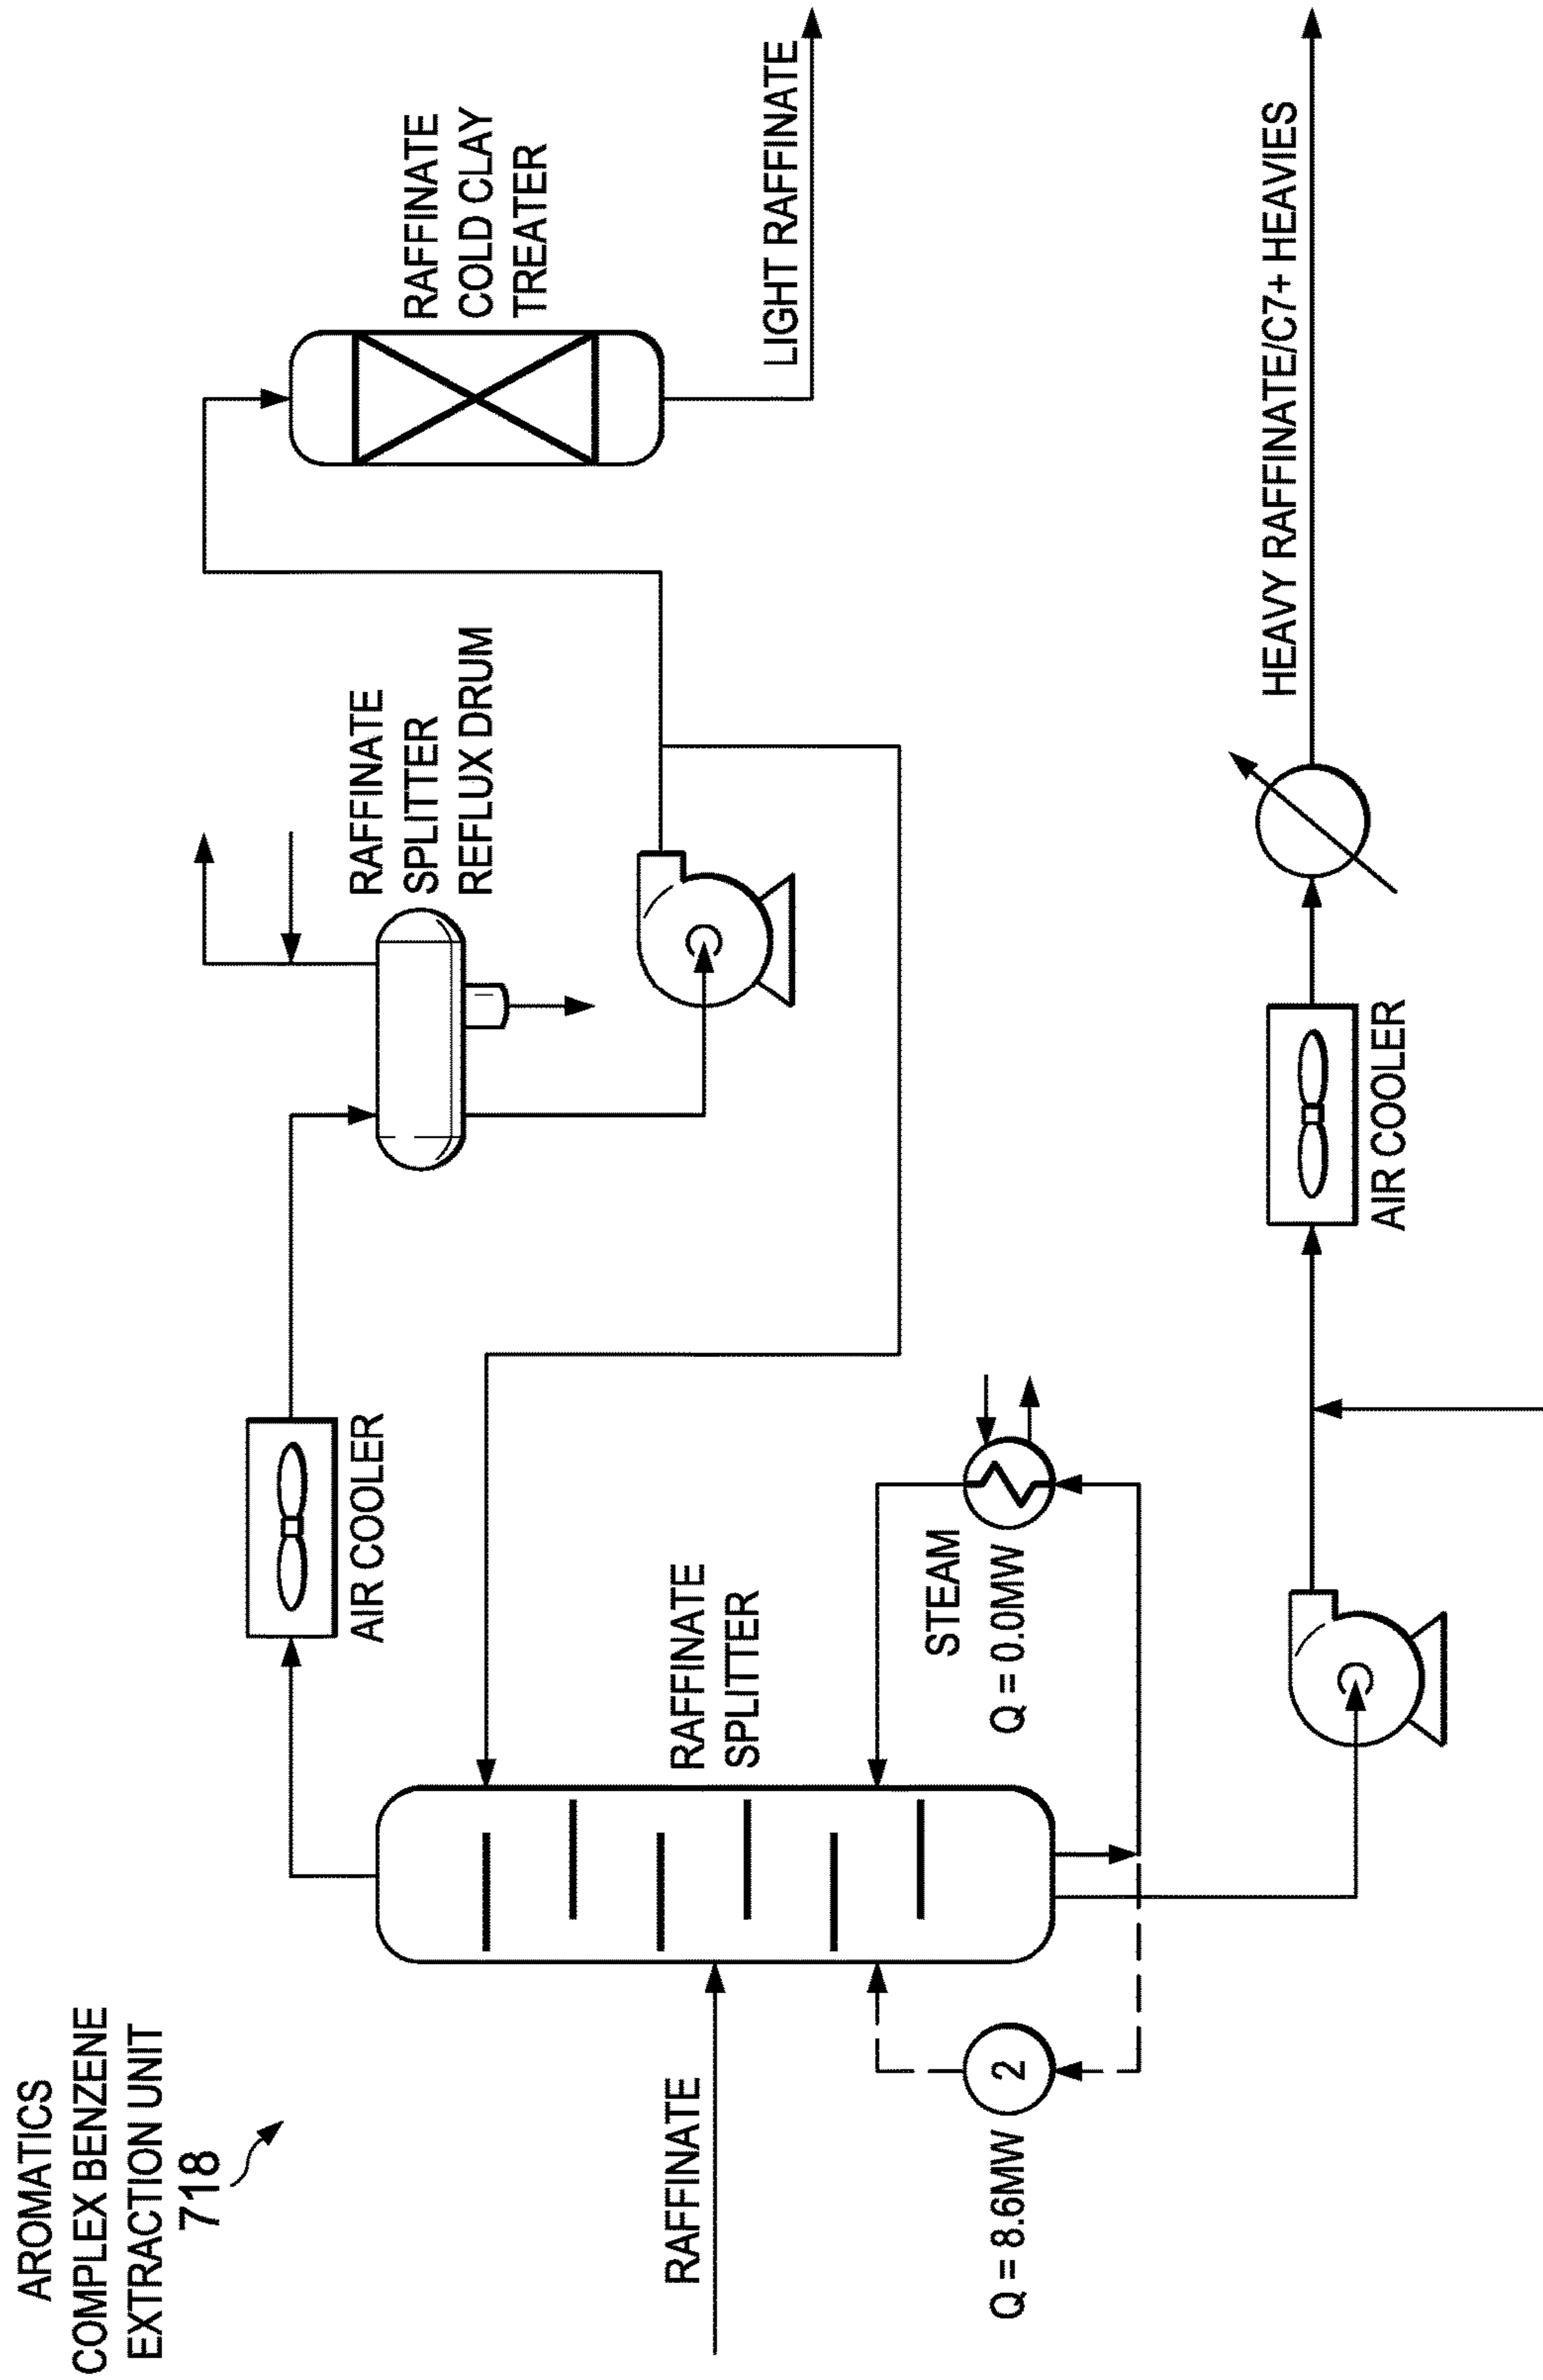 AROMATICS
COMPLEX BENZENE
EXTRACTION UNIT
718
AIR COOLER
RAFFINATE
SPLITTER
REFLUX DRUM
RAFFINATE
COLD CLAY
TREATER
RAFFINATE
RAFFINATE
SPLITTER
LIGHT RAFFINATE
STEAM
Q = 0.0MW
2
Q = 8.6MW
HEAVY RAFFINATE/C7+ HEAVIES
AIR COOLER